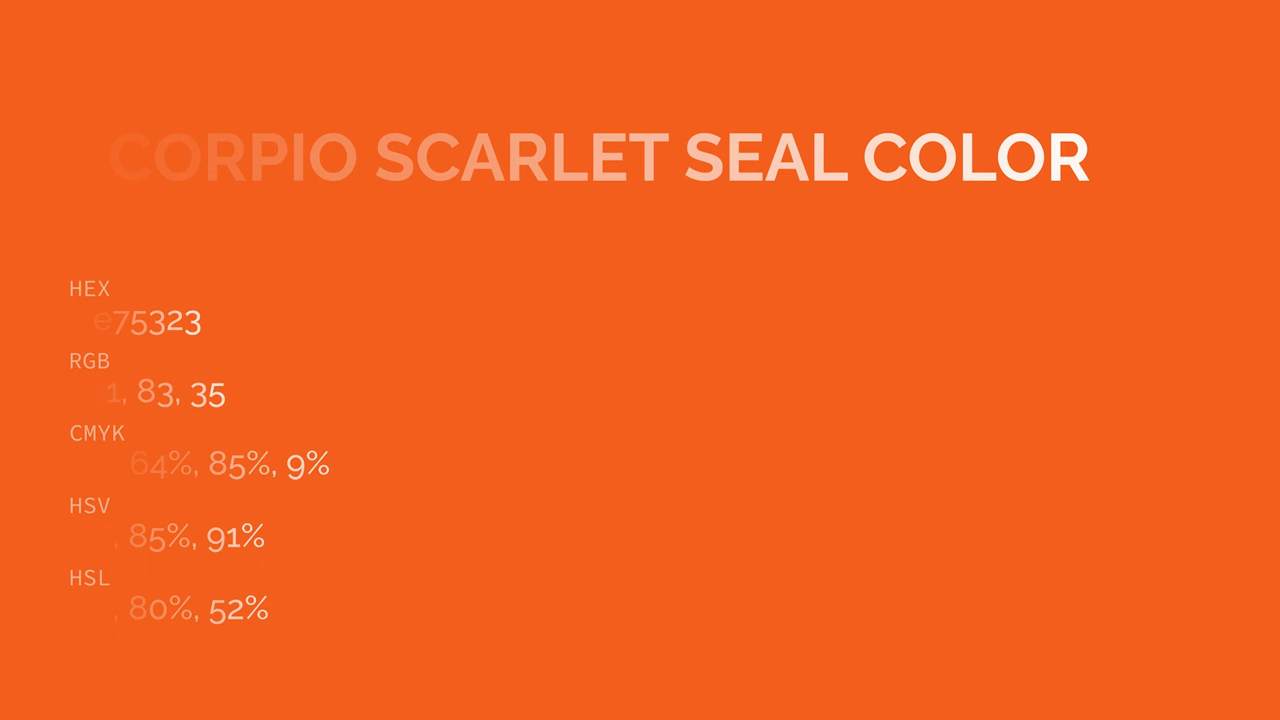 CORPIO SCARLET SEAL COLOR
HEX
e75323
RGB
1, 83, 35
CMYK
64%, 85%, 9%
HSV
, 85%, 91%
HSL
, 80%, 52%